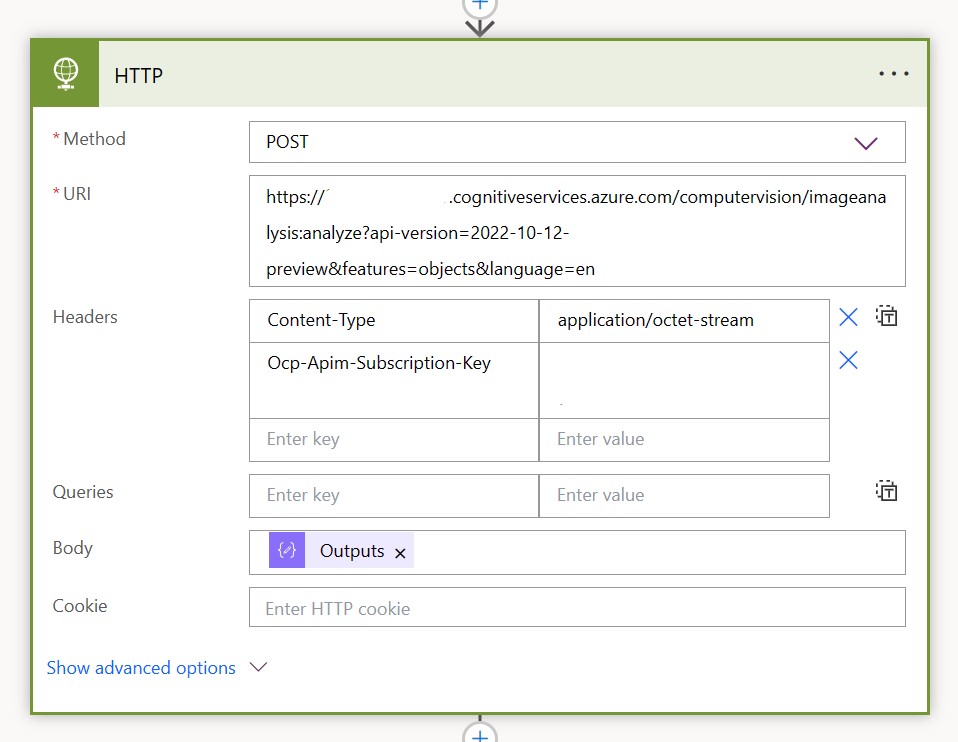 HTTP
* Method
POST
* URI
https:// .cognitiveservices.azure.com/computervision/imageana
lysis:analyze?api-version=2022-10-12-
preview&features=objects&language=en
Headers
Content-Type application/octet-stream
Ocp-Apim-Subscription-Key
Enter key Enter value
Queries
Enter key Enter value
Body
Outputs ×
Cookie
Enter HTTP cookie
Show advanced options